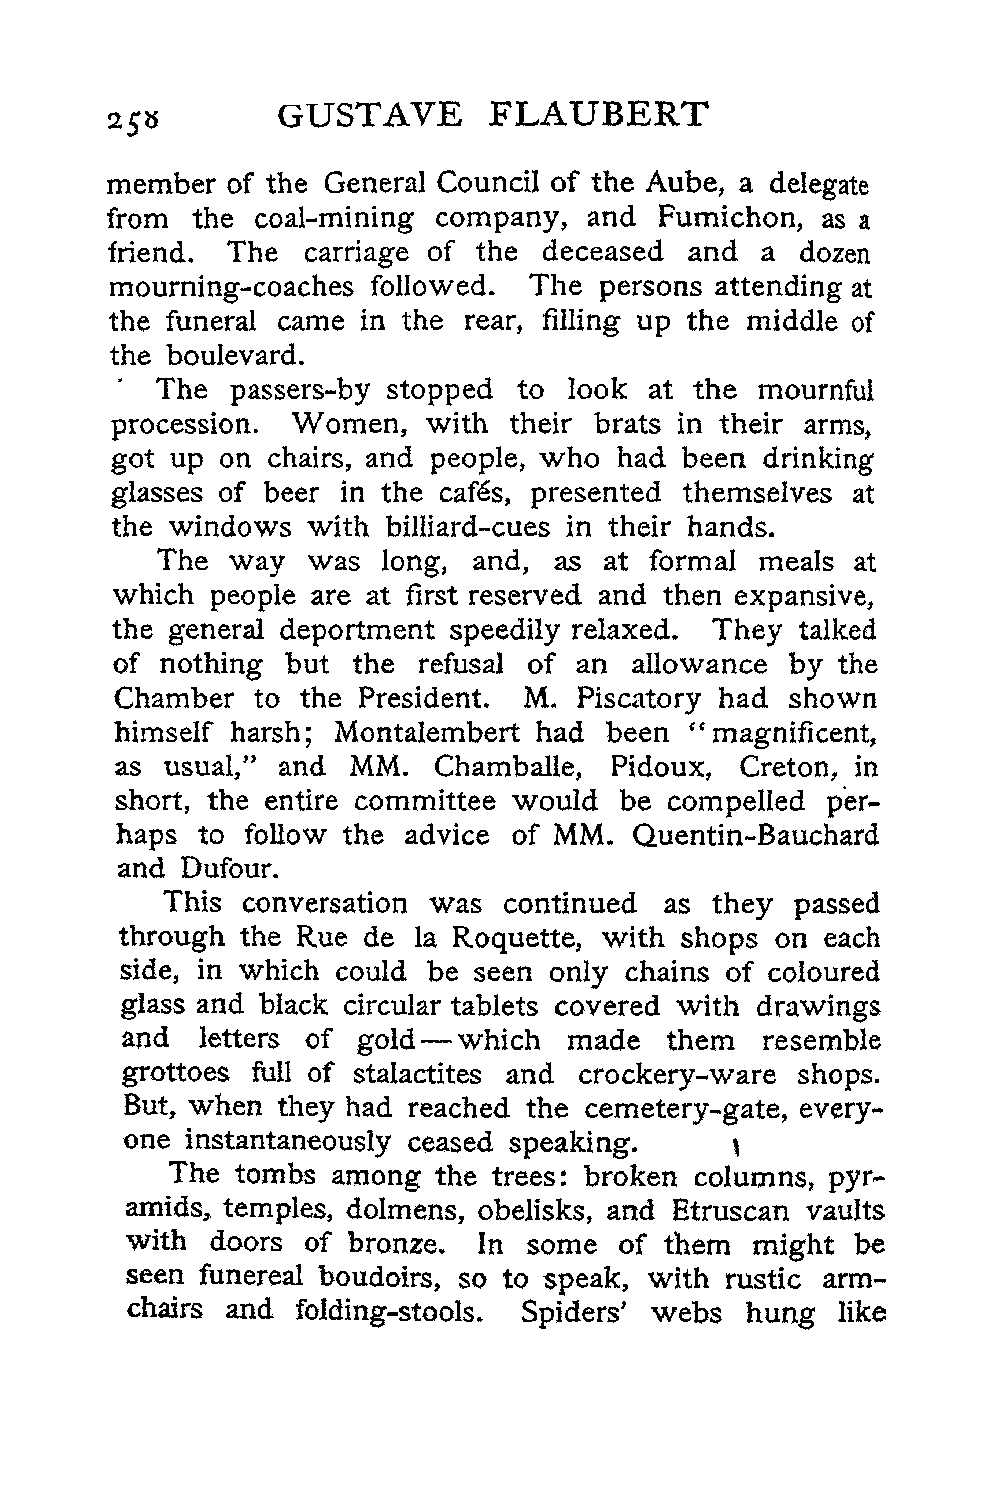 258 GUSTAVE FLAUBERT
member of the General Council of the Aube, a delegate
from the coal-mining company, and Fumichon, as a
friend. The carriage of the deceased and a dozen
mourning-coaches followed. The persons attending at
the funeral came in the rear, filling up the middle of
the boulevard.
The passers-by stopped to look at the mournful
procession. Women, with their brats in their arms,
got up on chairs, and people, who had been drinking
glasses of beer in the cafés, presented themselves at
the windows with billiard-cues in their hands.
The way was long, and, as at formal meals at
which people are at first reserved and then expansive,
the general deportment speedily relaxed. They talked
of nothing but the refusal of an allowance by the
Chamber to the President. M. Piscatory had shown
himself harsh; Montalembert had been “magnificent,
as usual,” and MM. Chamballe, Pidoux, Creton, in
short, the entire committee would be compelled per-
haps to follow the advice of MM. Quentin-Bauchard
and Dufour.
This conversation was continued as they passed
through the Rue de la Roquette, with shops on each
side, in which could be seen only chains of coloured
glass and black circular tablets covered with drawings
and letters of gold—which made them resemble
grottoes full of stalactites and crockery-ware shops.
But, when they had reached the cemetery-gate, every-
one instantaneously ceased speaking.
The tombs among the trees: broken columns, pyr-
amids, temples, dolmens, obelisks, and Etruscan vaults
with doors of bronze. In some of them might be
seen funereal boudoirs, so to speak, with rustic arm-
chairs and folding-stools. Spiders’ webs hung like